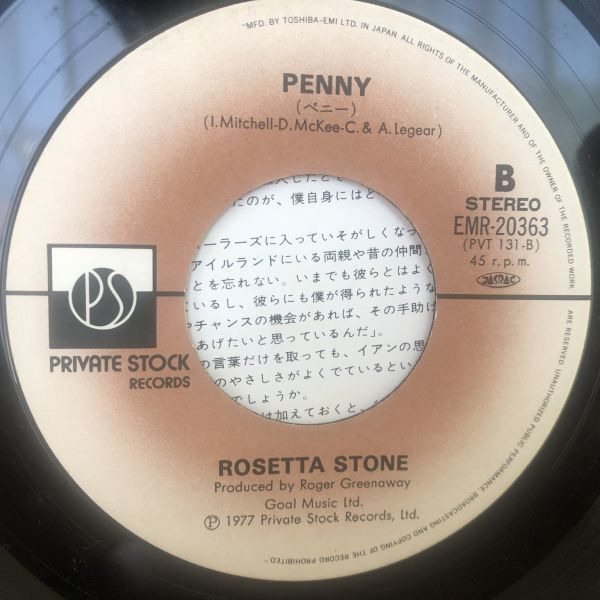 "MFD. BY TOSHIBA-EMI LTD. IN JAPAN. ALL RIGHTS OF THE MANUFACTURER AND OF THE OWNER OF THE RECORDED WORK
ARE RESERVED UNAUTHORIZED PUBLIC PERFORMANCE, BROADCASTING AND COPYING OF THE RECORD PROHIBITED"
PENNY
(ペニー)
(I. Mitchell-D. McKee-C. & A. Legear)
B
STEREO
EMR-20363
(PVT 131-B)
45 r.p.m.
JASRAC
PS
PRIVATE STOCK
RECORDS
たのが、僕自身にはど
ーラーズに入っていそがしくなっ
アイルランドにいる両親や昔の仲間
とを忘れない。いまでも彼らとはよく
いるし、彼らにも僕が得られたような
チャンスの機会があれば、その手助け
あげたいと思っているんだ」。
の言葉だけを取っても、イアンの思
のやさしさがよくでているとい
でしょうか。
は加えておくと、
ROSETTA STONE
Produced by Roger Greenaway
Goal Music Ltd.
Ⓟ 1977 Private Stock Records, Ltd.